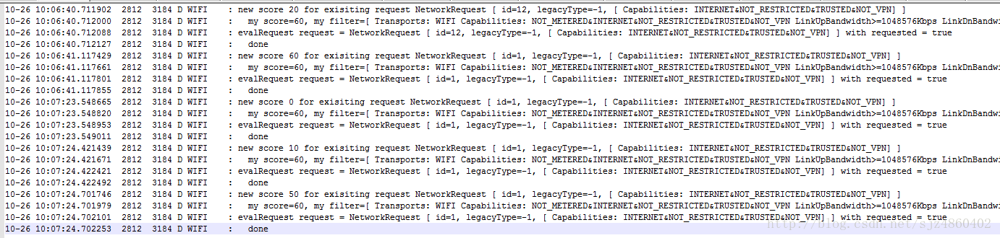 10-26 10:06:40.711902 2812 3184 D WIFI : new score 20 for exisiting request NetworkRequest [ id=12, legacyType=-1, [ Capabilities: INTERNET&NOT_RESTRICTED&TRUSTED&NOT_VPN] ]
10-26 10:06:40.712000 2812 3184 D WIFI : my score=60, my filter=[ Transports: WIFI Capabilities: NOT_METERED&INTERNET&NOT_RESTRICTED&TRUSTED&NOT_VPN LinkUpBandwidth>=1048576Kbps LinkDnBandwi
10-26 10:06:40.712088 2812 3184 D WIFI : evalRequest request = NetworkRequest [ id=12, legacyType=-1, [ Capabilities: INTERNET&NOT_RESTRICTED&TRUSTED&NOT_VPN] ] with requested = true
10-26 10:06:40.712127 2812 3184 D WIFI : done
10-26 10:06:41.117429 2812 3184 D WIFI : new score 60 for exisiting request NetworkRequest [ id=1, legacyType=-1, [ Capabilities: INTERNET&NOT_RESTRICTED&TRUSTED&NOT_VPN] ]
10-26 10:06:41.117661 2812 3184 D WIFI : my score=60, my filter=[ Transports: WIFI Capabilities: NOT_METERED&INTERNET&NOT_RESTRICTED&TRUSTED&NOT_VPN LinkUpBandwidth>=1048576Kbps LinkDnBandwi
10-26 10:06:41.117801 2812 3184 D WIFI : evalRequest request = NetworkRequest [ id=1, legacyType=-1, [ Capabilities: INTERNET&NOT_RESTRICTED&TRUSTED&NOT_VPN] ] with requested = true
10-26 10:06:41.117855 2812 3184 D WIFI : done
10-26 10:07:23.548665 2812 3184 D WIFI : new score 0 for exisiting request NetworkRequest [ id=1, legacyType=-1, [ Capabilities: INTERNET&NOT_RESTRICTED&TRUSTED&NOT_VPN] ]
10-26 10:07:23.548820 2812 3184 D WIFI : my score=60, my filter=[ Transports: WIFI Capabilities: NOT_METERED&INTERNET&NOT_RESTRICTED&TRUSTED&NOT_VPN LinkUpBandwidth>=1048576Kbps LinkDnBandwi
10-26 10:07:23.548953 2812 3184 D WIFI : evalRequest request = NetworkRequest [ id=1, legacyType=-1, [ Capabilities: INTERNET&NOT_RESTRICTED&TRUSTED&NOT_VPN] ] with requested = true
10-26 10:07:23.549011 2812 3184 D WIFI : done
10-26 10:07:24.421439 2812 3184 D WIFI : new score 10 for exisiting request NetworkRequest [ id=1, legacyType=-1, [ Capabilities: INTERNET&NOT_RESTRICTED&TRUSTED&NOT_VPN] ]
10-26 10:07:24.421671 2812 3184 D WIFI : my score=60, my filter=[ Transports: WIFI Capabilities: NOT_METERED&INTERNET&NOT_RESTRICTED&TRUSTED&NOT_VPN LinkUpBandwidth>=1048576Kbps LinkDnBandwi
10-26 10:07:24.422421 2812 3184 D WIFI : evalRequest request = NetworkRequest [ id=1, legacyType=-1, [ Capabilities: INTERNET&NOT_RESTRICTED&TRUSTED&NOT_VPN] ] with requested = true
10-26 10:07:24.422492 2812 3184 D WIFI : done
10-26 10:07:24.701746 2812 3184 D WIFI : new score 50 for exisiting request NetworkRequest [ id=1, legacyType=-1, [ Capabilities: INTERNET&NOT_RESTRICTED&TRUSTED&NOT_VPN] ]
10-26 10:07:24.701979 2812 3184 D WIFI : my score=60, my filter=[ Transports: WIFI Capabilities: NOT_METERED&INTERNET&NOT_RESTRICTED&TRUSTED&NOT_VPN LinkUpBandwidth>=1048576Kbps LinkDnBandwi
10-26 10:07:24.702101 2812 3184 D WIFI : evalRequest request = NetworkRequest [ id=1, legacyType=-1, [ Capabilities: INTERNET&NOT_RESTRICTED&TRUSTED&NOT_VPN] ] with requested = true
10-26 10:07:24.702253 2812 3184 D WIFI : done
http://blog.csdn.net/sjz4860402